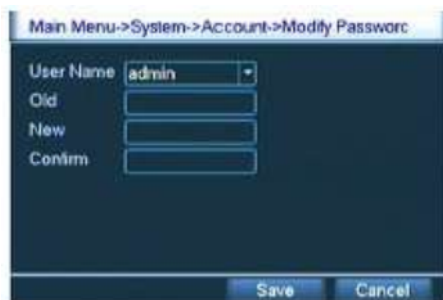 Main Menu->System->Account->Modify Passworc
User Name admin
Old
New
Confirm
Save Cancel